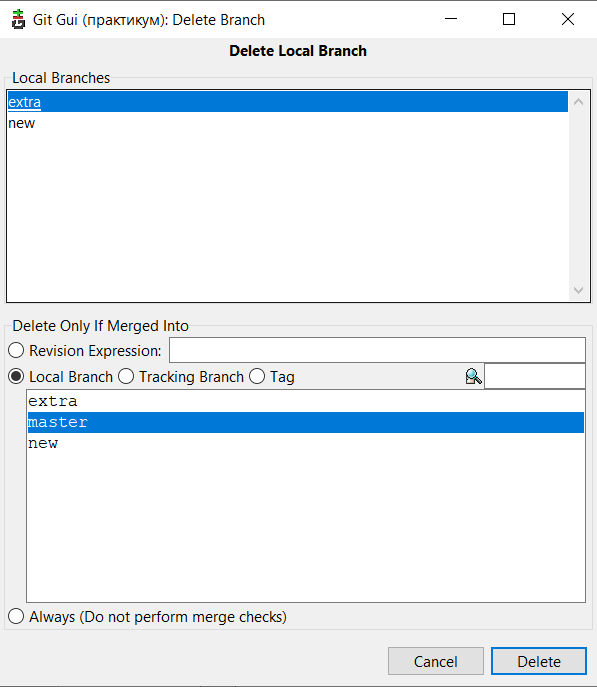 Git Gui (практикум): Delete Branch
Delete Local Branch
Local Branches
extra
new
Delete Only If Merged Into
Revision Expression:
Local Branch Tracking Branch Tag
extra
master
new
Always (Do not perform merge checks)
Cancel Delete